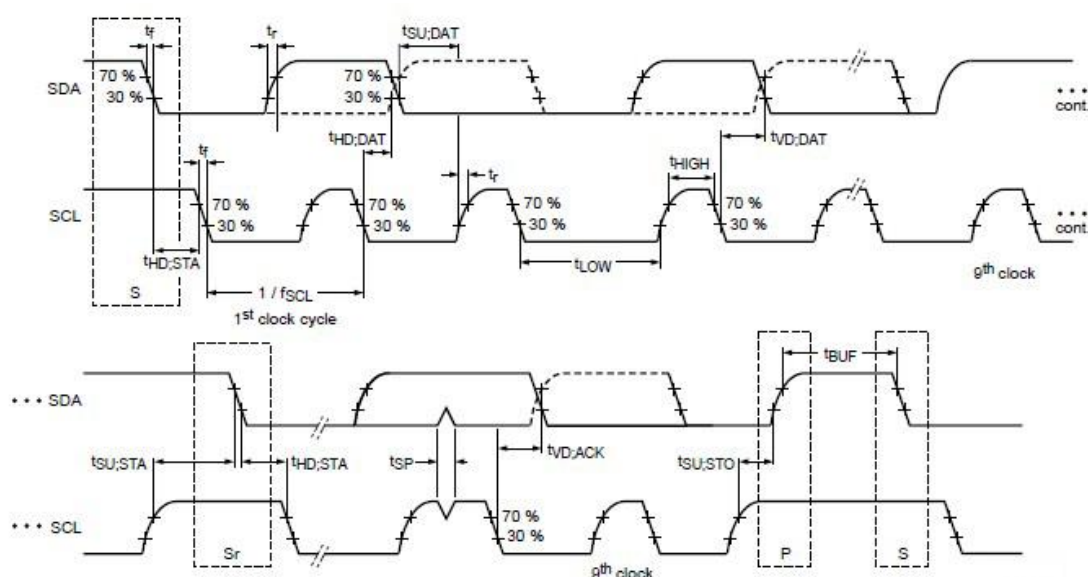 tf
tr
tSU;DAT
70 %
30 %
70 %
30 %
SDA
cont.
tHD;DAT
tVD;DAT
tf
tHIGH
tr
70 %
30 %
70 %
30 %
70 %
30 %
70 %
30 %
SCL
cont.
tHD;STA
tLOW
9th clock
S
1 / fSCL
1st clock cycle
tBUF
••• SDA
tSU;STA
tHD;STA
tSP
tVD;ACK
tSU;STO
70 %
30 %
••• SCL
Sr
P
S
9th clock